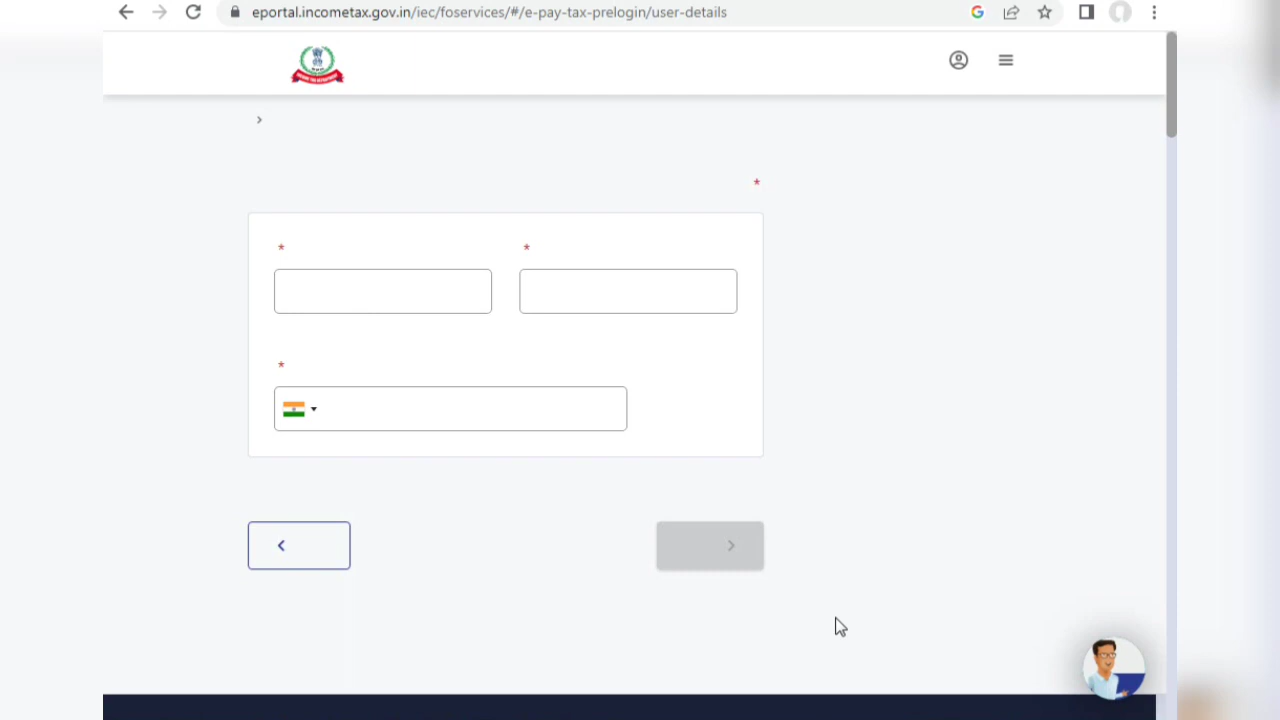 eportal.incometax.gov.in/iec/foservices/#/e-pay-tax-prelogin/user-details
*
* *
*